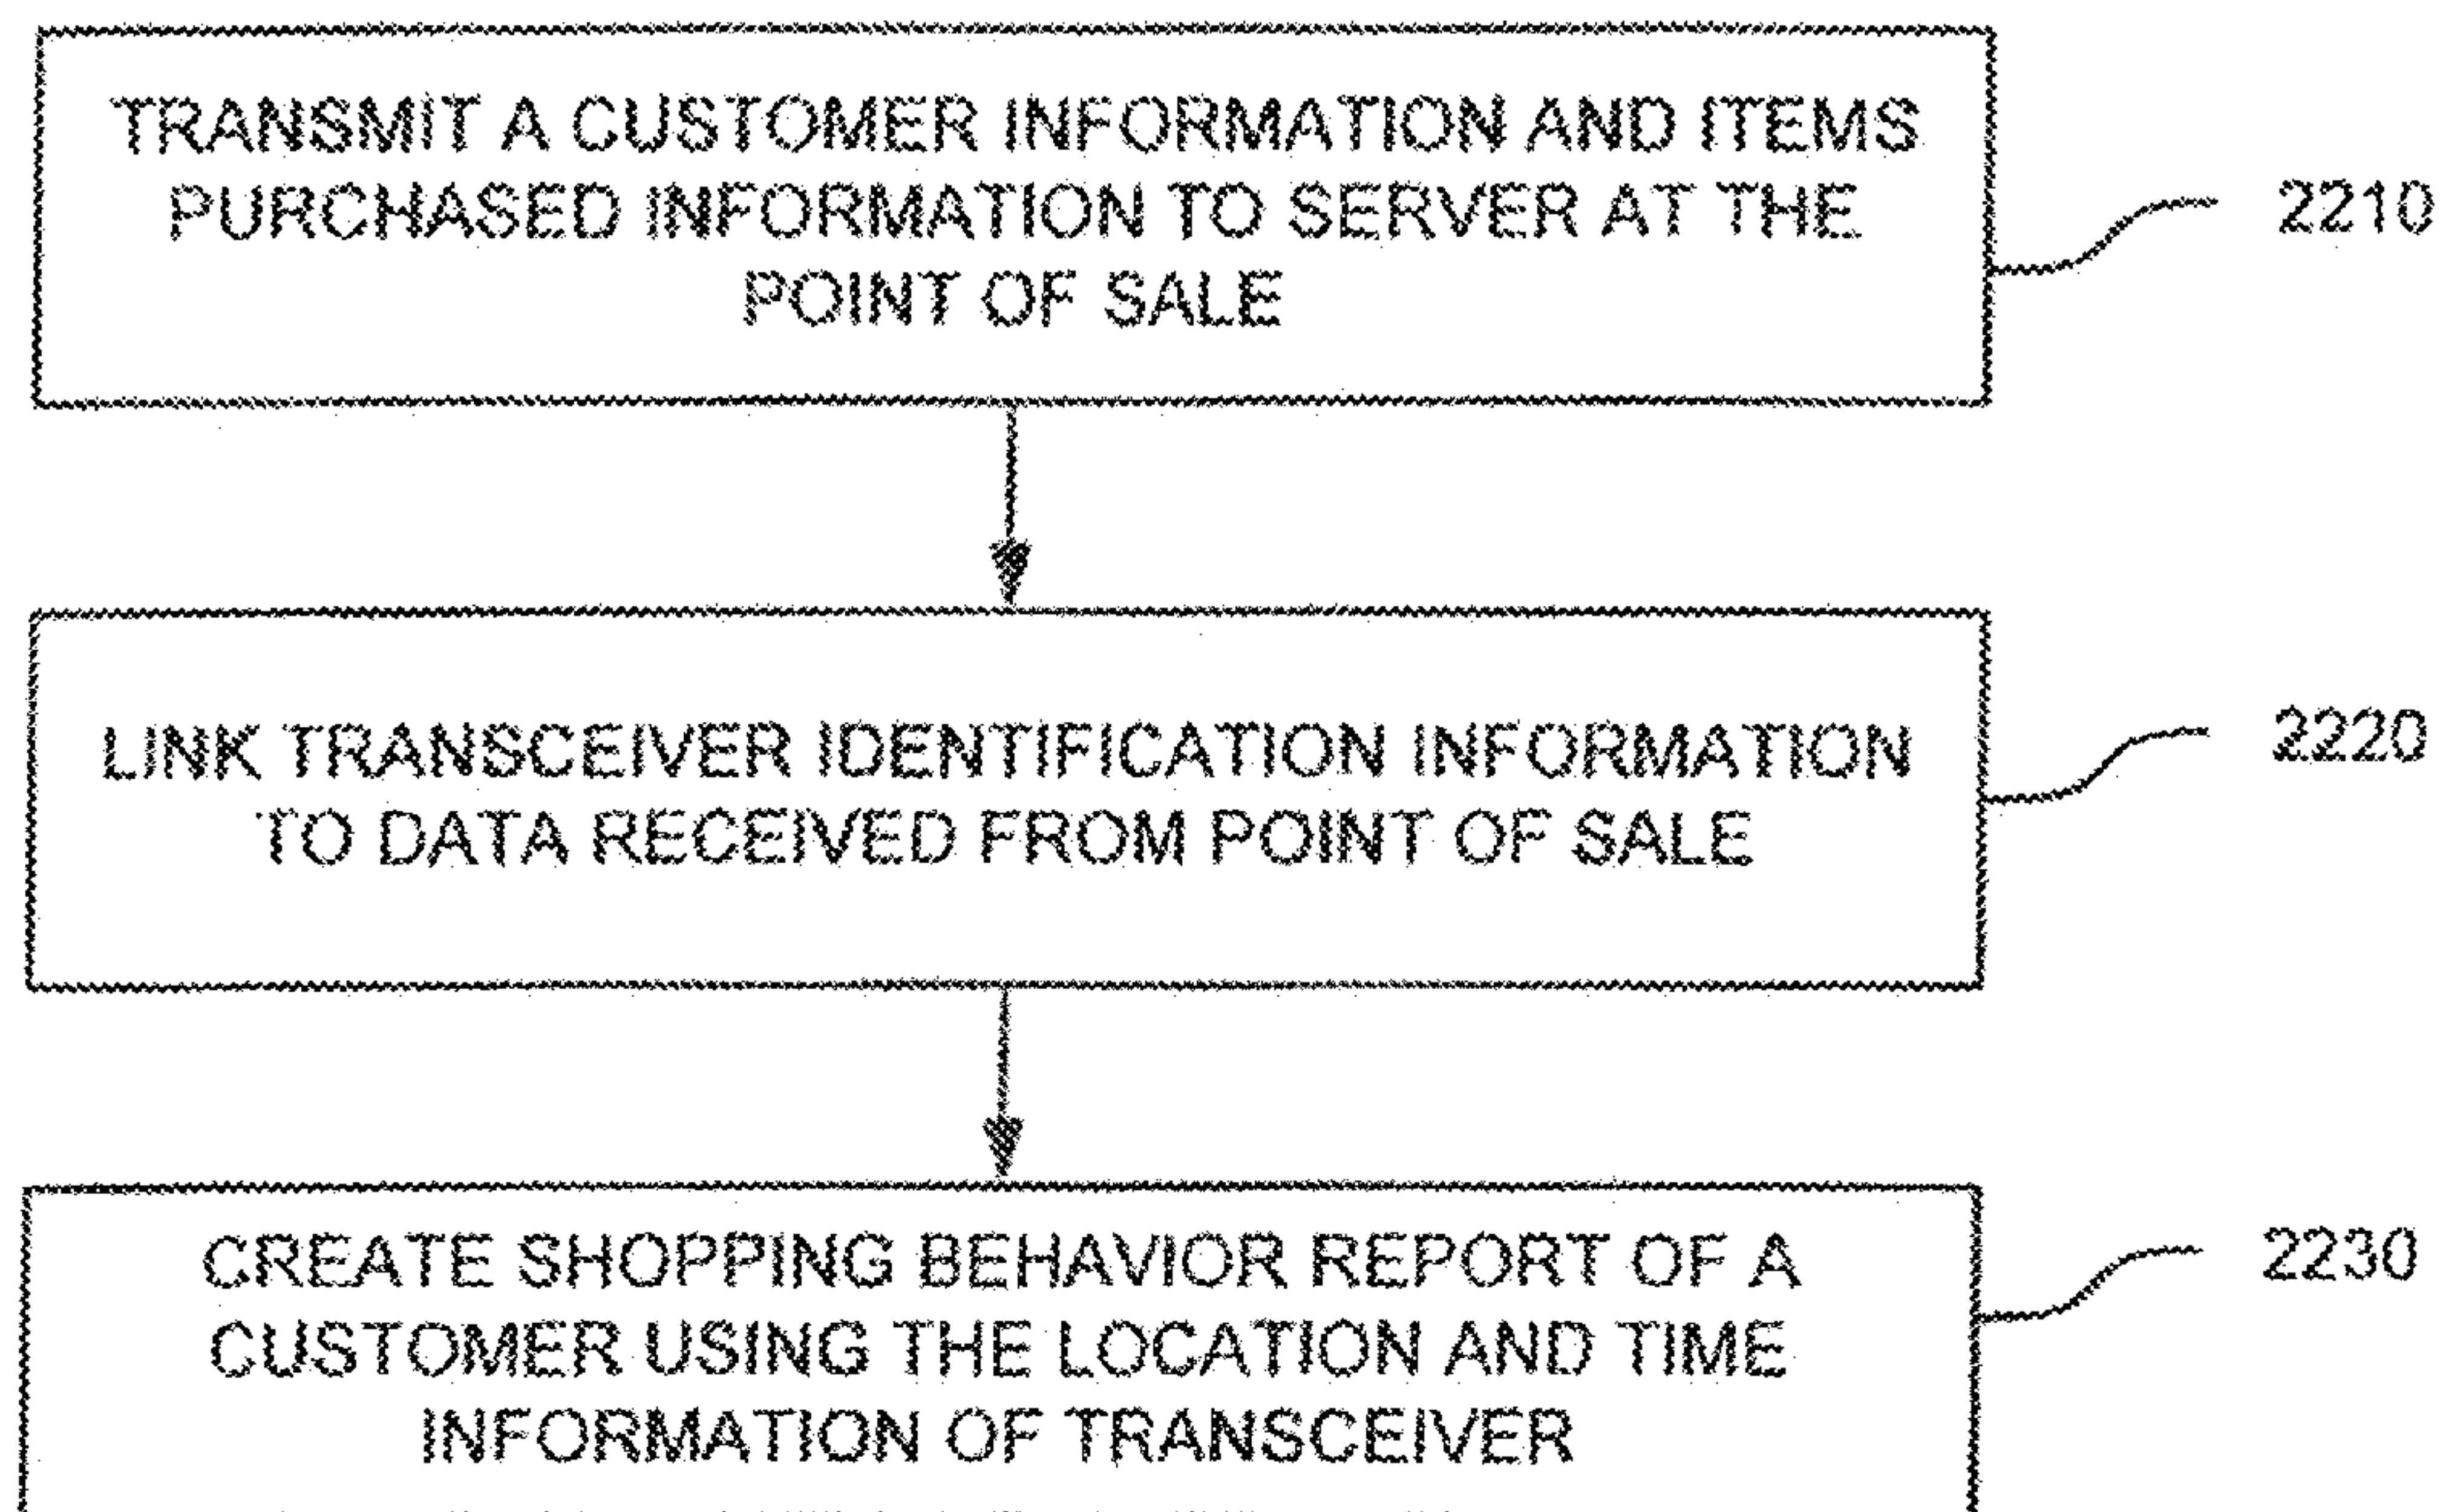 TRANSMIT A CUSTOMER INFORMATION AND ITEMS
PURCHASED INFORMATION TO SERVER AT THE
POINT OF SALE
2210
LINK TRANSCEIVER IDENTIFICATION INFORMATION
TO DATA RECEIVED FROM POINT OF SALE
2220
CREATE SHOPPING BEHAVIOR REPORT OF A
CUSTOMER USING THE LOCATION AND TIME
INFORMATION OF TRANSCEIVER
2230